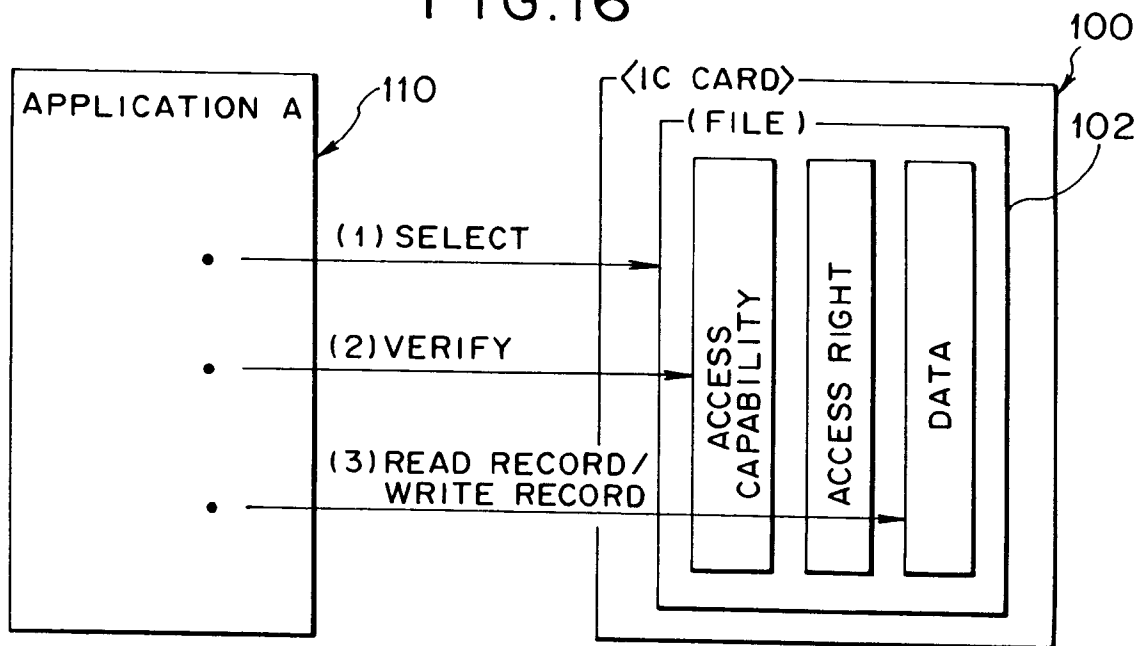 FIG.16
100
<IC CARD>
110
APPLICATION A
(FILE)
102
(1) SELECT
(2) VERIFY
(3) READ RECORD/
WRITE RECORD
ACCESS
CAPABILITY
ACCESS RIGHT
DATA